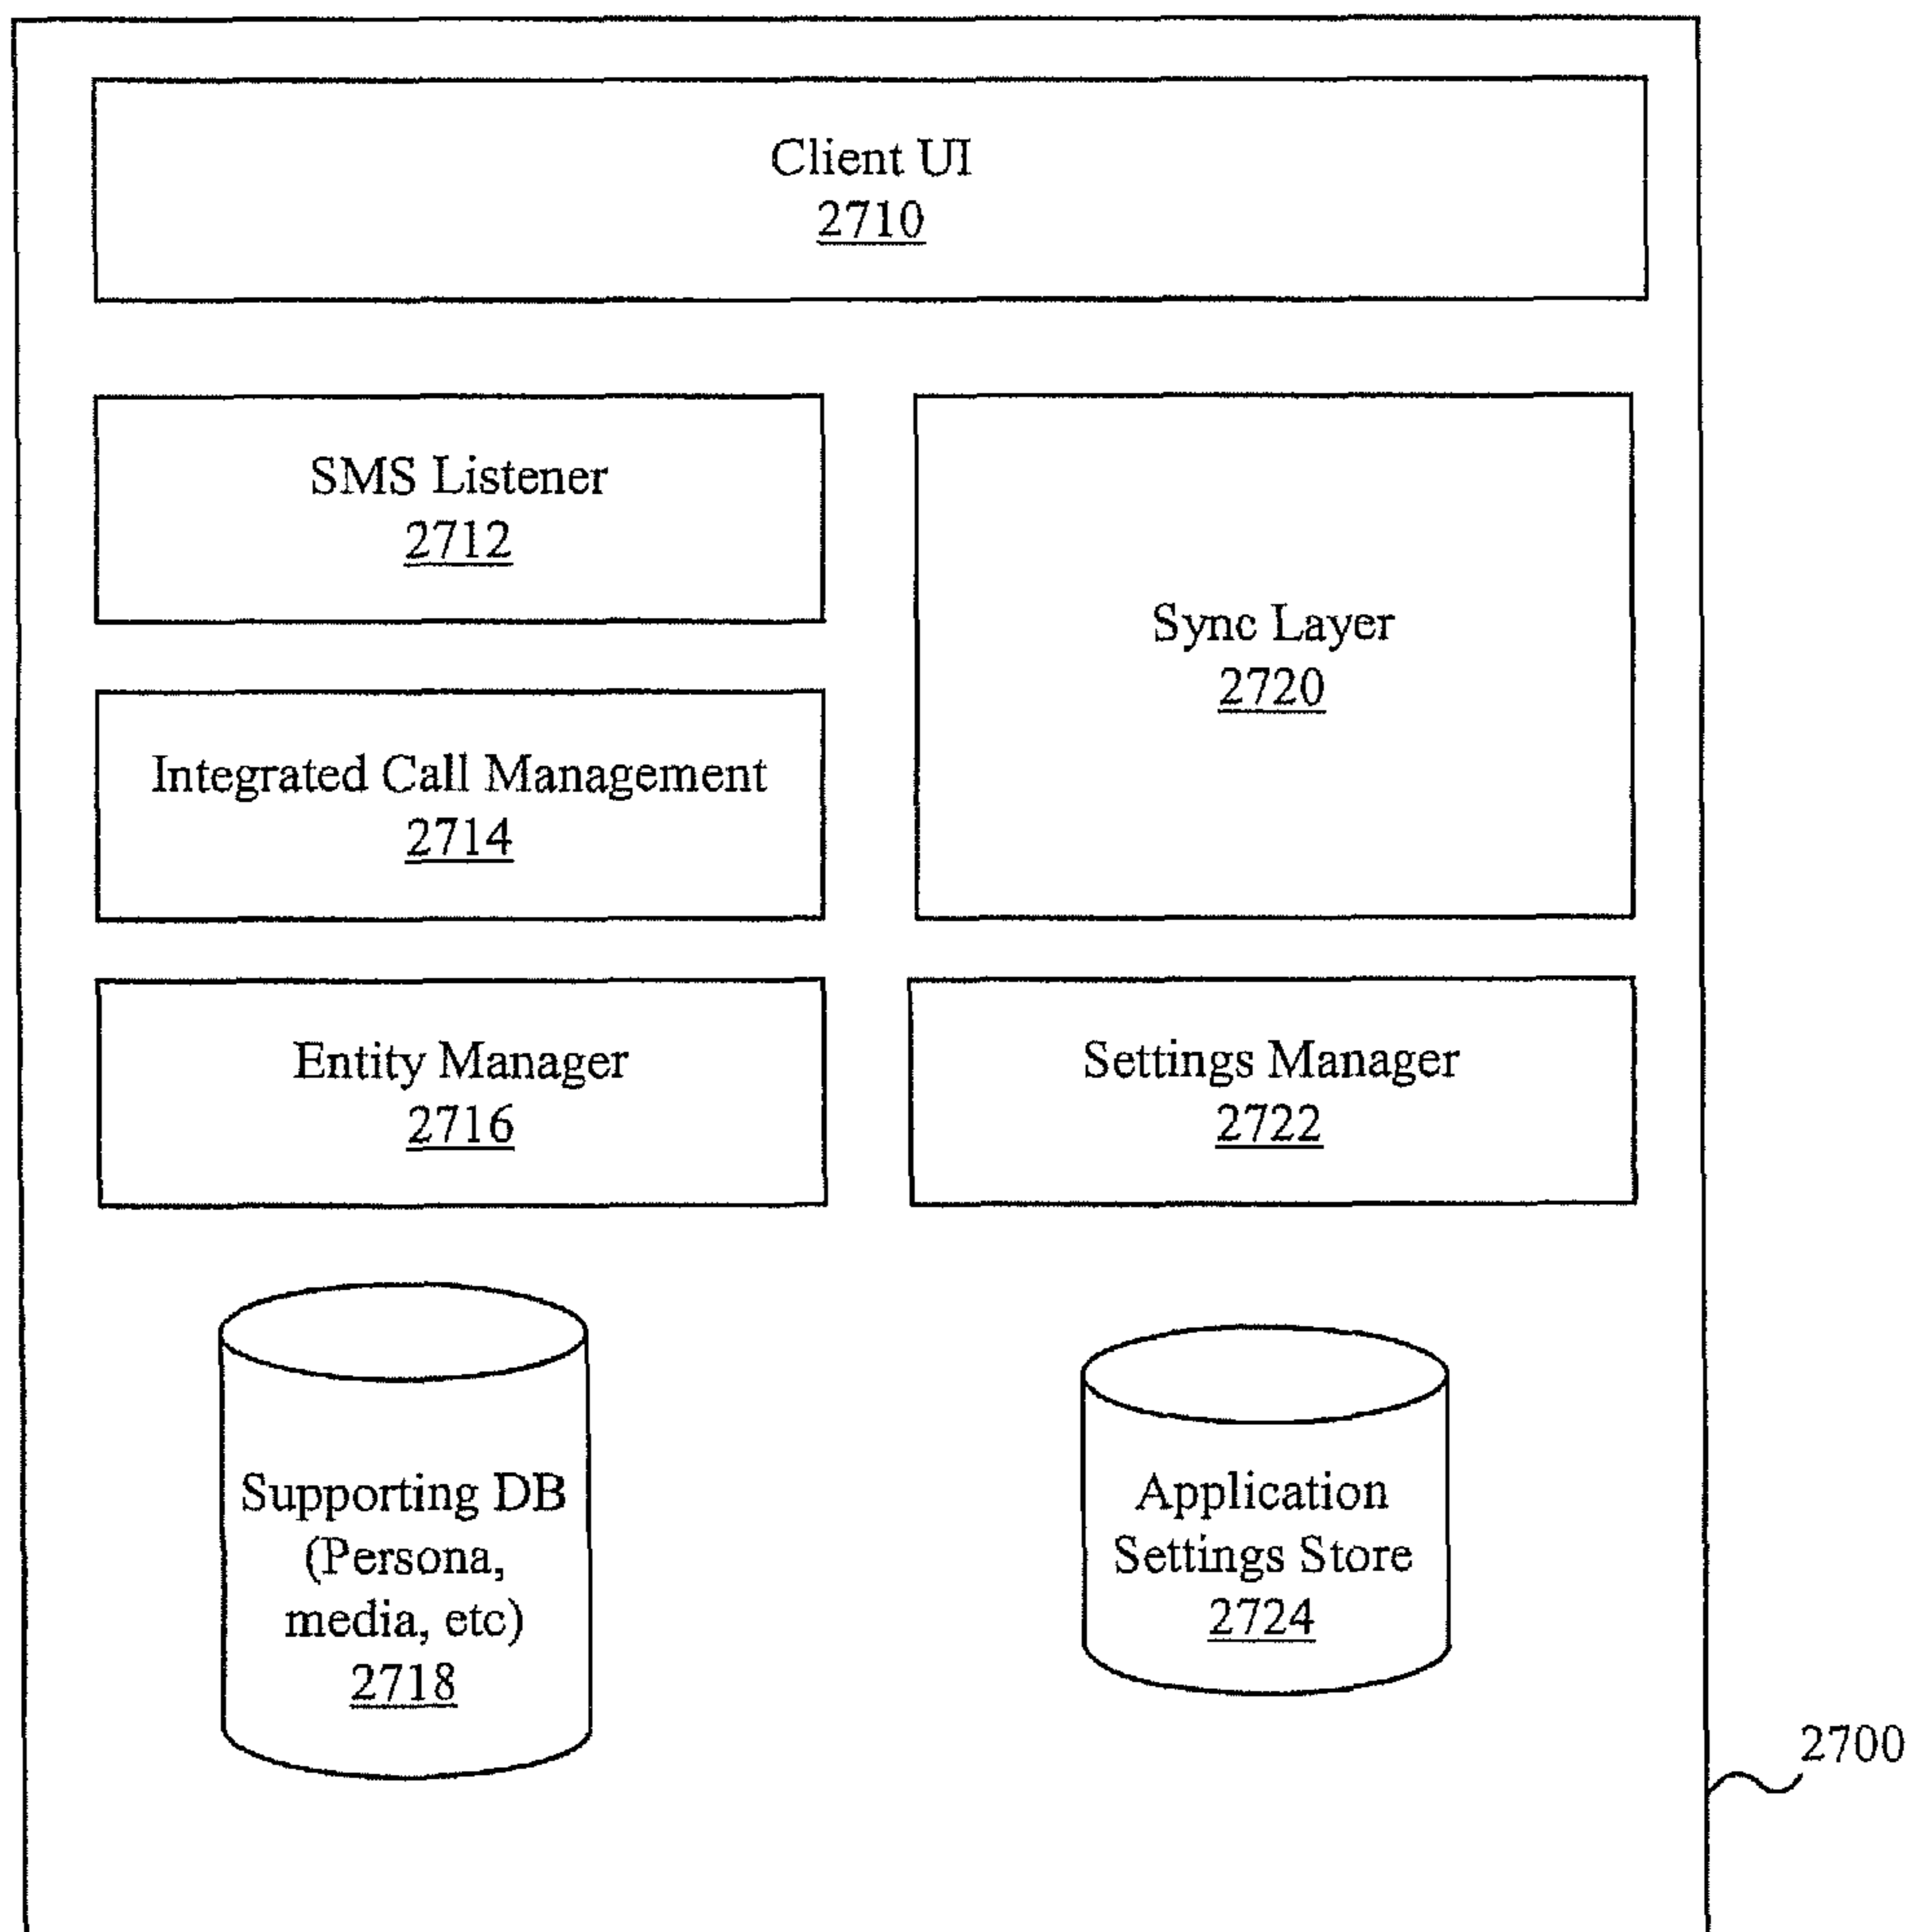 Client UI
2710
SMS Listener
2712
Sync Layer
2720
Integrated Call Management
2714
Entity Manager
2716
Settings Manager
2722
Supporting DB
(Persona,
media, etc)
2718
Application
Settings Store
2724
2700